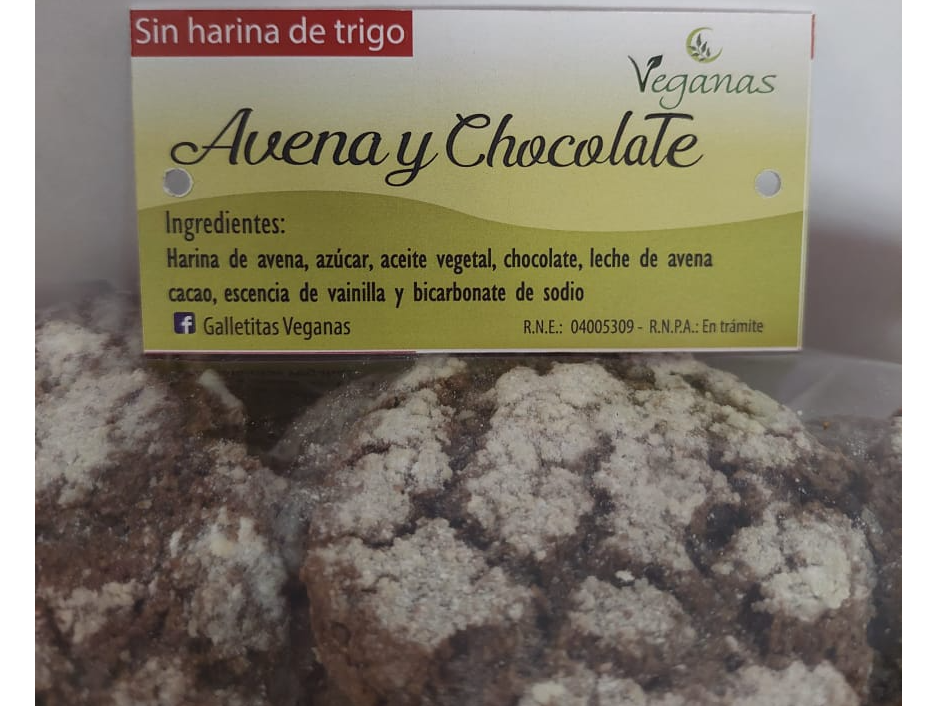 Sin harina de trigo
Veganas
Avena y Chocolate
Ingredientes:
Harina de avena, azúcar, aceite vegetal, chocolate, leche de avena
cacao, escencia de vainilla y bicarbonate de sodio
f Galletitas Veganas
R.N.E.: 04005309 - R.N.P.A.: En trámite